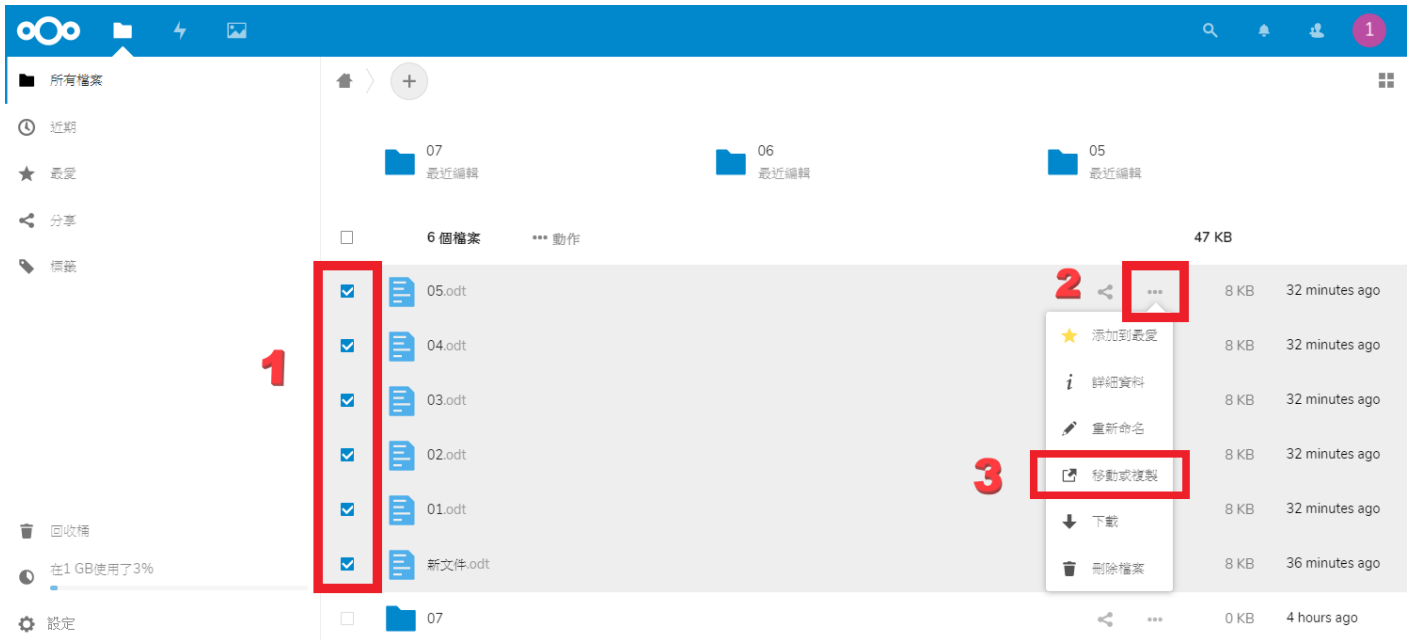 1
所有檔案
近期
最愛
分享
標籤
回收桶
在1 GB使用了3%
設定
07
最近編輯
06
最近編輯
05
最近編輯
6 個檔案 ••• 動作 47 KB
1
2
3
05.odt 8 KB 32 minutes ago
04.odt 8 KB 32 minutes ago
03.odt 8 KB 32 minutes ago
02.odt 8 KB 32 minutes ago
01.odt 8 KB 32 minutes ago
新文件.odt 8 KB 36 minutes ago
07 0 KB 4 hours ago
添加到最愛
詳細資料
重新命名
移動或複製
下載
刪除檔案